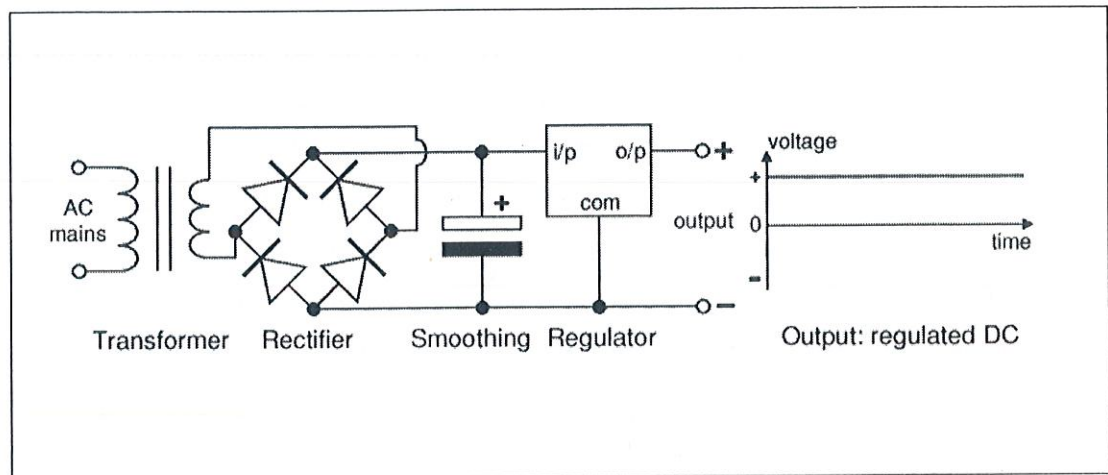 AC
mains
i/p o/p
com
+
+
−
output
voltage
+
0
−
time
Transformer Rectifier Smoothing Regulator Output: regulated DC